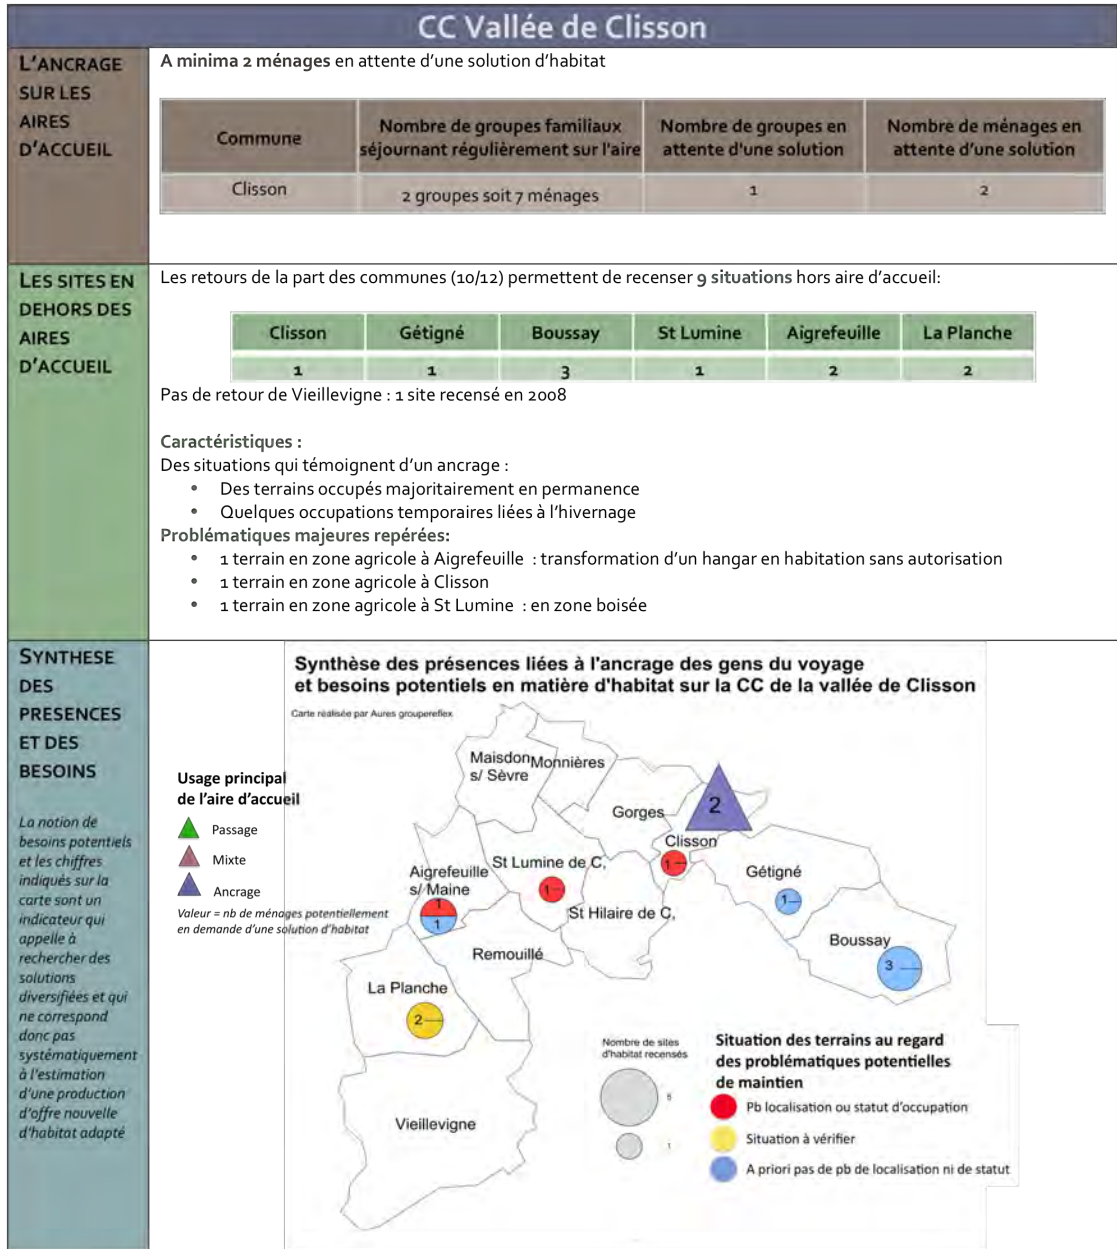 CC Vallée de Clisson
L'ANCRAGE
SUR LES
AIRES
D'ACCUEIL
A minima 2 ménages en attente d'une solution d'habitat
Commune
Nombre de groupes familiaux
séjournant régulièrement sur l'aire
Nombre de groupes en
attente d'une solution
Nombre de ménages en
attente d'une solution
Clisson
2 groupes soit 7 ménages
1
2
LES SITES EN
DEHORS DES
AIRES
D'ACCUEIL
Les retours de la part des communes (10/12) permettent de recenser 9 situations hors aire d'accueil:
Clisson Gétigné Boussay St Lumine Aigrefeuille La Planche
1 1 3 1 2 2
Pas de retour de Vieillevigne : 1 site recensé en 2008
Caractéristiques :
Des situations qui témoignent d'un ancrage :
• Des terrains occupés majoritairement en permanence
• Quelques occupations temporaires liées à l'hivernage
Problématiques majeures repérées:
• 1 terrain en zone agricole à Aigrefeuille : transformation d'un hangar en habitation sans autorisation
• 1 terrain en zone agricole à Clisson
• 1 terrain en zone agricole à St Lumine : en zone boisée
SYNTHESE
DES
PRESENCES
ET DES
BESOINS
La notion de
besoins potentiels
et les chiffres
indiqués sur la
carte sont un
indicateur qui
appelle à
rechercher des
solutions
diversifiées et qui
ne correspond
donc pas
systématiquement
à l'estimation
d'une production
d'offre nouvelle
d'habitat adapté
Synthèse des présences liées à l'ancrage des gens du voyage
et besoins potentiels en matière d'habitat sur la CC de la vallée de Clisson
Carte réalisée par Aures groupereflex
Usage principal
de l'aire d'accueil
Passage
Mixte
Ancrage
Valeur = nb de ménages potentiellement
en demande d'une solution d'habitat
Maisdon
s/ Sèvre
Monnières
Gorges
2
Clisson
1
St Lumine de C,
1
Aigrefeuille
s/ Maine
1
1
Gétigné
1
St Hilaire de C,
Boussay
3
Remouillé
La Planche
2
Vieillevigne
Nombre de sites
d'habitat recensés
5
1
Situation des terrains au regard
des problématiques potentielles
de maintien
Pb localisation ou statut d'occupation
Situation à vérifier
A priori pas de pb de localisation ni de statut